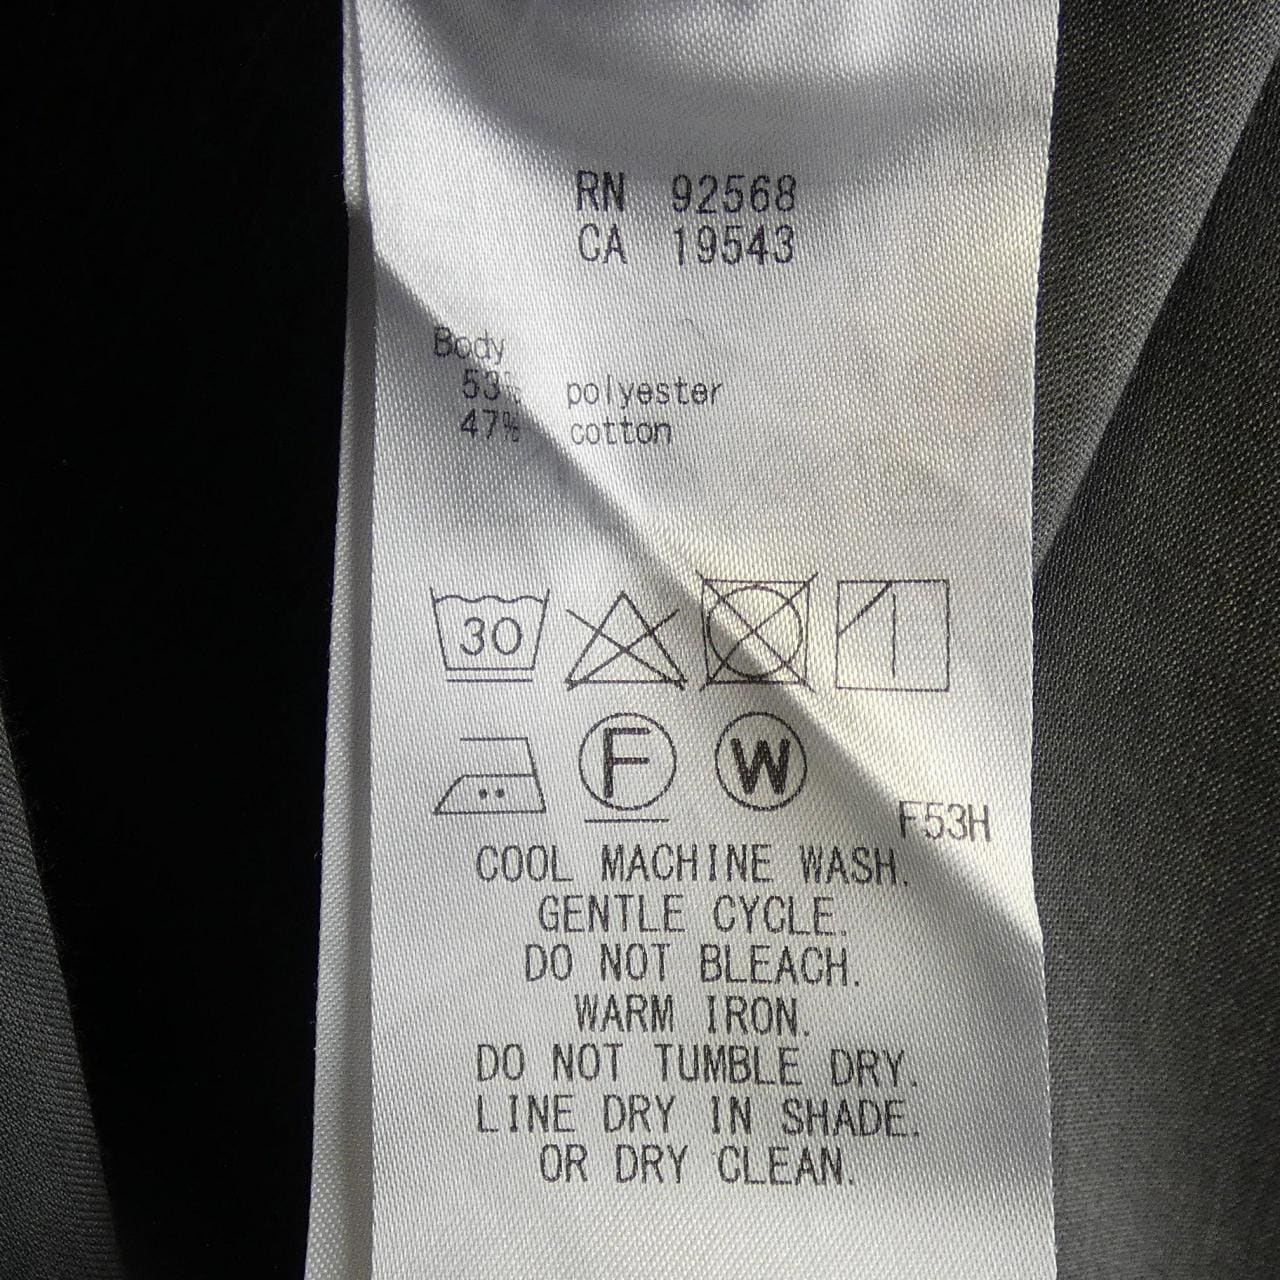 RN 92568
CA 19543
Body
53% polyester
47% cotton
30
F W
F53H
COOL MACHINE WASH.
GENTLE CYCLE.
DO NOT BLEACH.
WARM IRON.
DO NOT TUMBLE DRY.
LINE DRY IN SHADE.
OR DRY CLEAN.